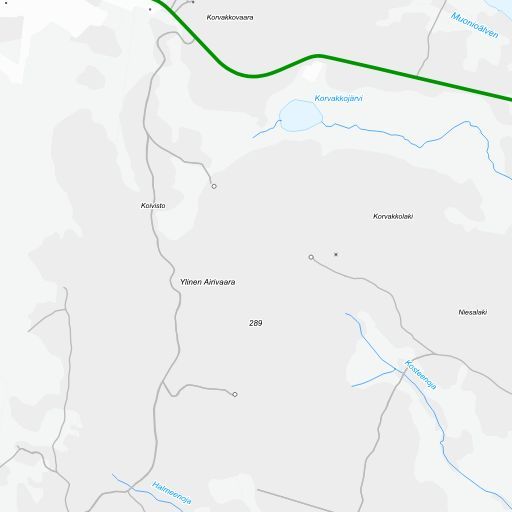 Korvakkovaara
Muonioälven
Korvakkojärvi
Koivisto
Korvakkolaki
Ylinen Airivaara
Niesalaki
289
Kosteenoja
Halmeenoja